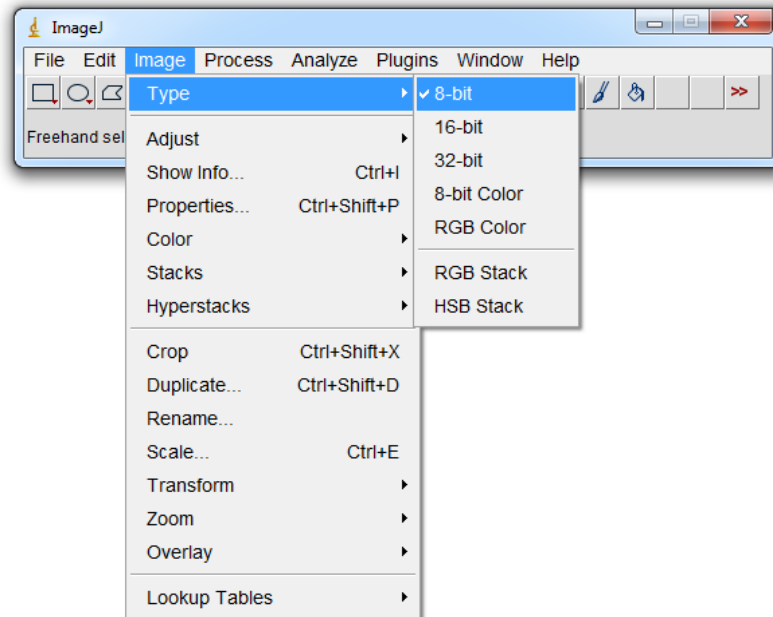 ImageJ
File Edit Image Process Analyze Plugins Window Help
>>
Freehand sel
Type
Adjust
Show Info... Ctrl+I
Properties... Ctrl+Shift+P
Color
Stacks
Hyperstacks
Crop Ctrl+Shift+X
Duplicate... Ctrl+Shift+D
Rename...
Scale... Ctrl+E
Transform
Zoom
Overlay
Lookup Tables
8-bit
16-bit
32-bit
8-bit Color
RGB Color
RGB Stack
HSB Stack